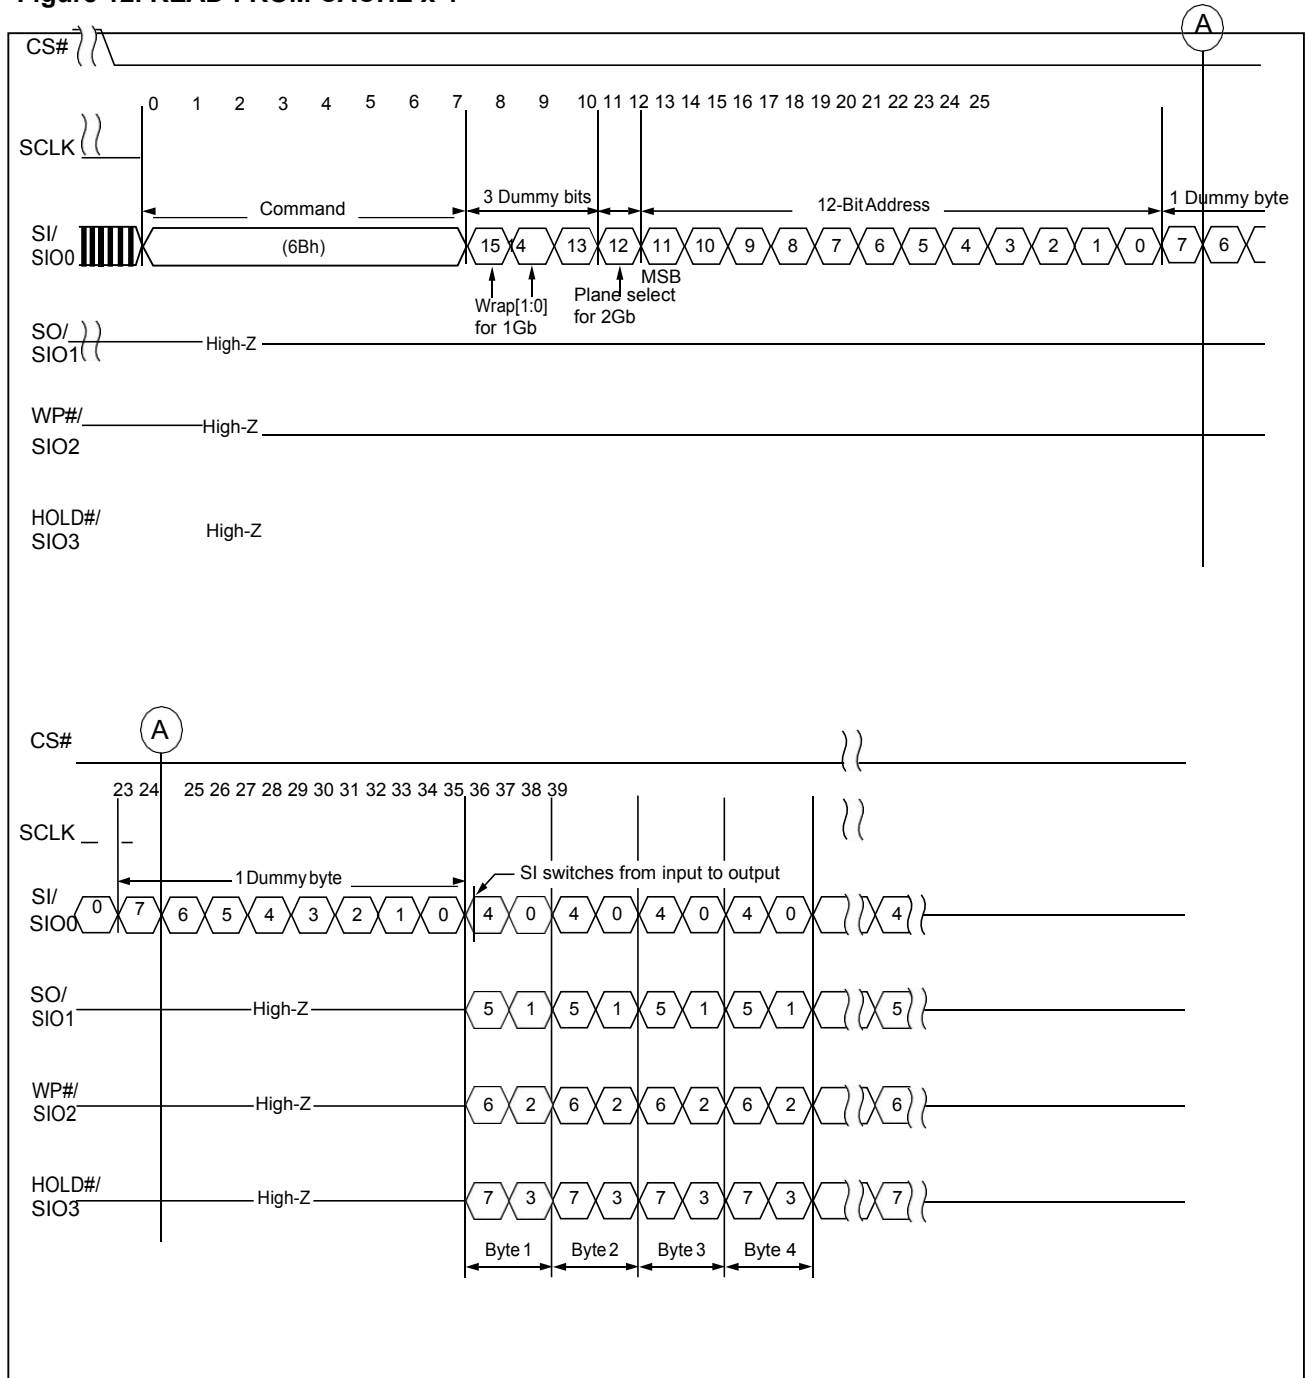 Figure 12. READ FROM CACHE x 4
A
CS#
0 1 2 3 4 5 6 7 8 9 10 11 12 13 14 15 16 17 18 19 20 21 22 23 24 25
SCLK
Command 3 Dummy bits 12-Bit Address 1 Dummy byte
SI/
SIO0
(6Bh) 15 14 13 12 11 10 9 8 7 6 5 4 3 2 1 0 7 6
MSB
Wrap[1:0]
for 1Gb
Plane select
for 2Gb
SO/
SIO1
High-Z
WP#/
SIO2
High-Z
HOLD#/
SIO3
High-Z
A
CS#
23 24 25 26 27 28 29 30 31 32 33 34 35 36 37 38 39
SCLK
1 Dummy byte SI switches from input to output
SI/
SIO0
0 7 6 5 4 3 2 1 0 4 0 4 0 4 0 4 0 4
SO/
SIO1
High-Z 5 1 5 1 5 1 5 1 5
WP#/
SIO2
High-Z 6 2 6 2 6 2 6 2 6
HOLD#/
SIO3
High-Z 7 3 7 3 7 3 7 3 7
Byte 1 Byte 2 Byte 3 Byte 4